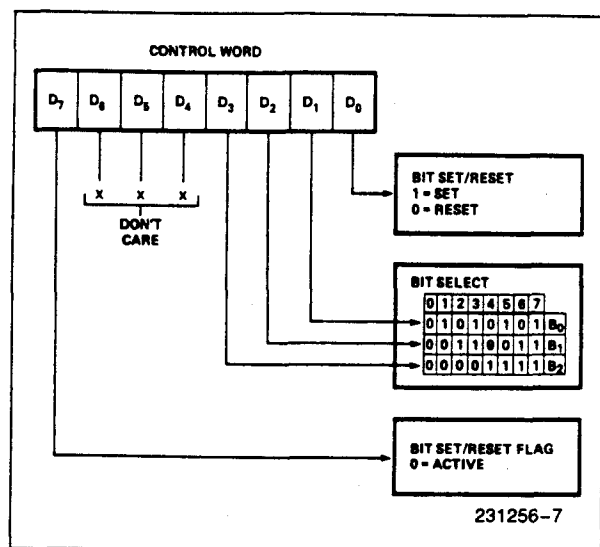 CONTROL WORD
D7 D6 D5 D4 D3 D2 D1 D0
X X X
DON'T
CARE
BIT SET/RESET
1 = SET
0 = RESET
BIT SELECT
0 1 2 3 4 5 6 7
0 1 0 1 0 1 0 1 B0
0 0 1 1 0 0 1 1 B1
0 0 0 0 1 1 1 1 B2
BIT SET/RESET FLAG
0 = ACTIVE
231256-7